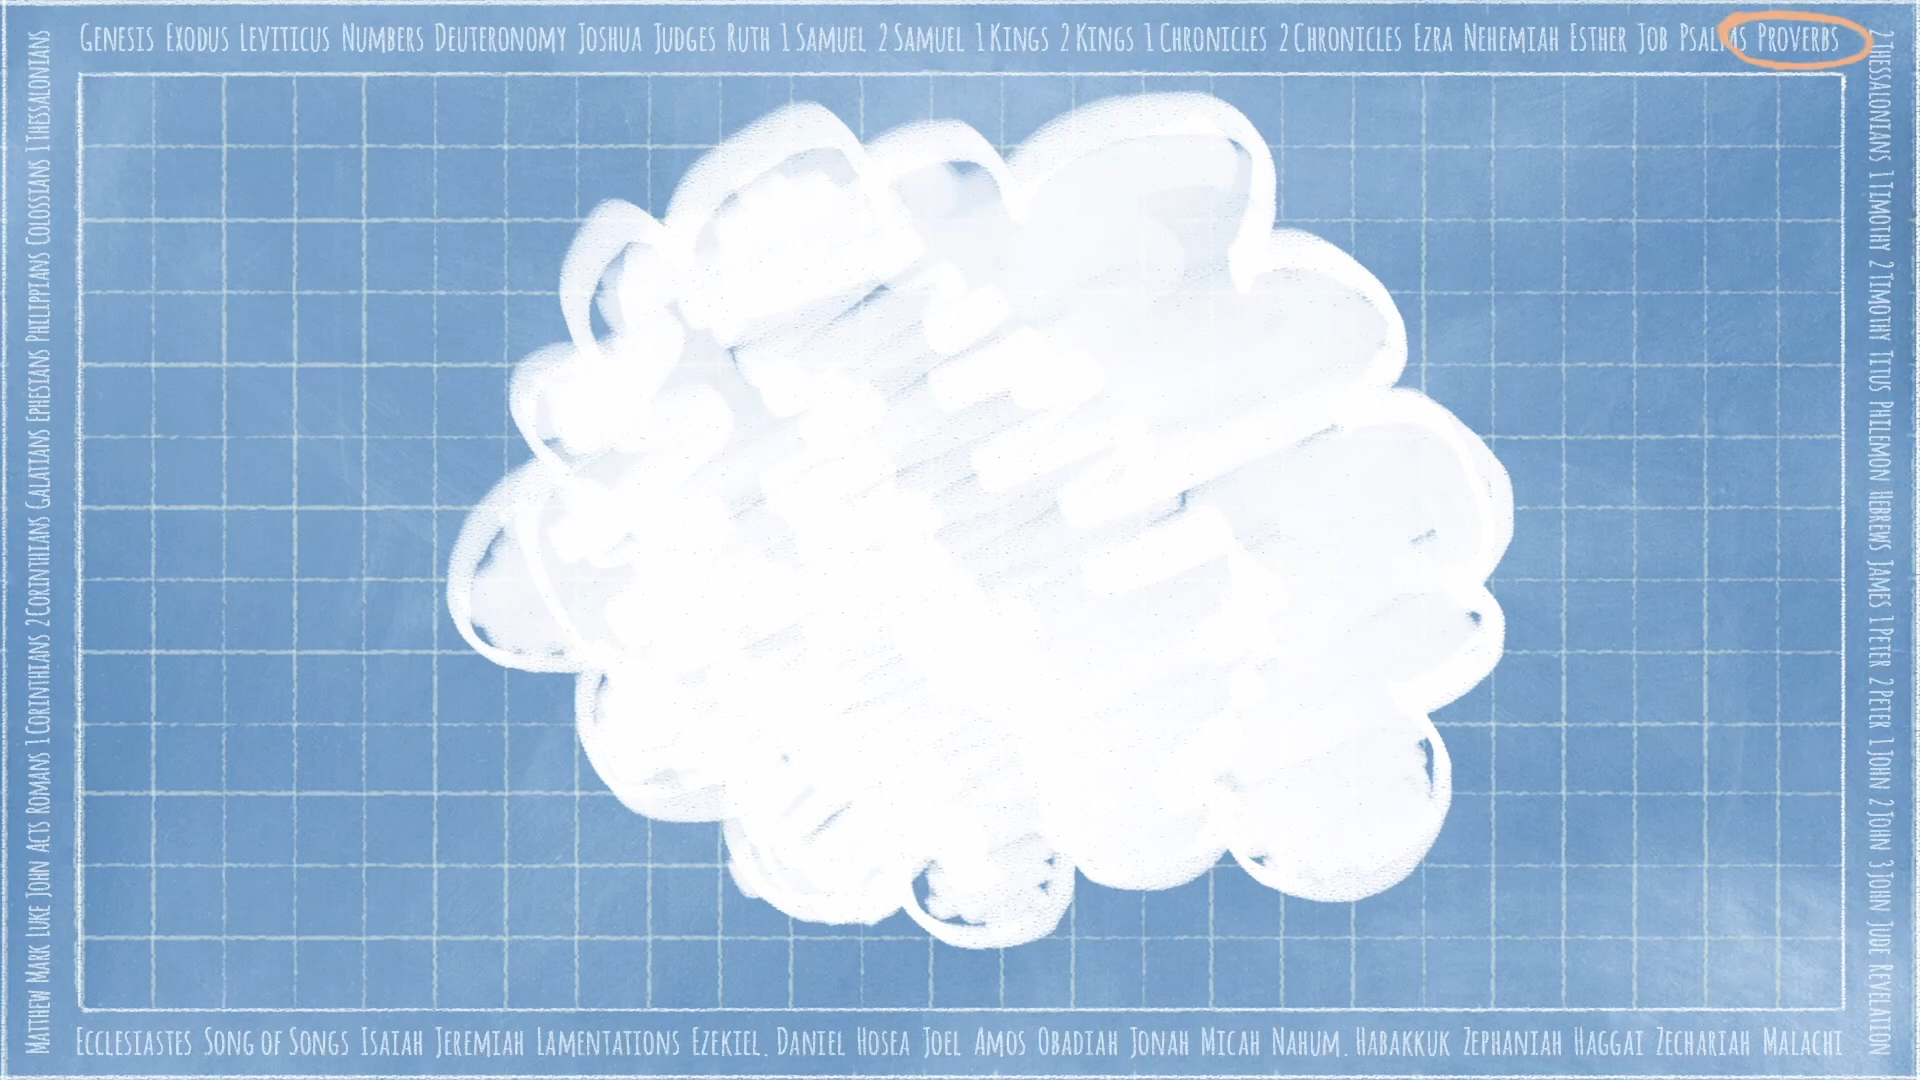 Genesis Exodus Leviticus Numbers Deuteronomy Joshua Judges Ruth 1 Samuel 2 Samuel 1 Kings 2 Kings 1 Chronicles 2 Chronicles Ezra Nehemiah Esther Job Psalms Proverbs
Ecclesiastes Song of Songs Isaiah Jeremiah Lamentations Ezekiel. Daniel Hosea Joel Amos Obadiah Jonah Micah Nahum. Habakkuk Zephaniah Haggai Zechariah Malachi
Matthew Mark Luke John Acts Romans 1 Corinthians 2 Corinthians Galatians Ephesians Philippians Colossians 1 Thessalonians
2 Thessalonians 1 Timothy 2 Timothy Titus Philemon Hebrews James 1 Peter 2 Peter 1 John 2 John 3 John Jude Revelation